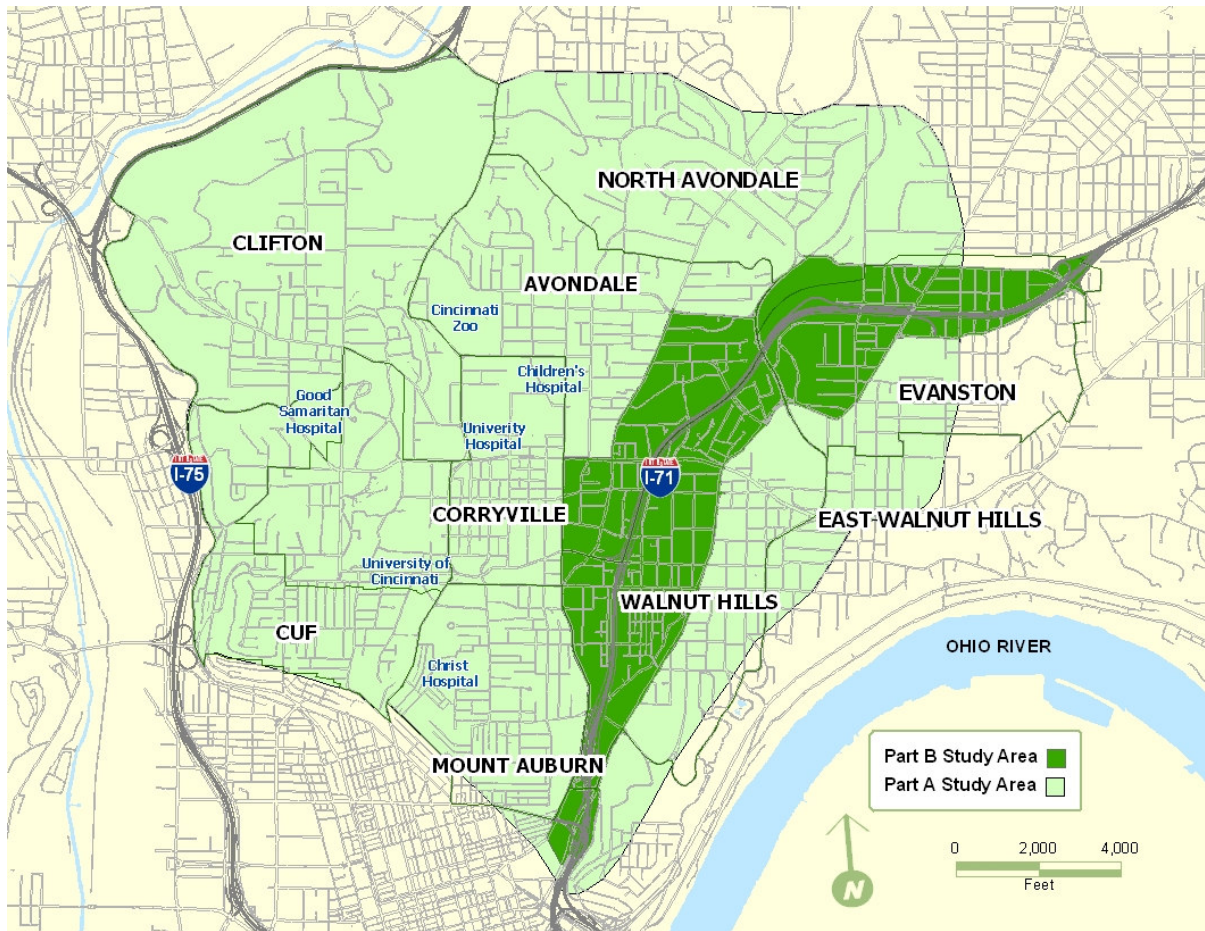 NORTH AVONDALE
CLIFTON
AVONDALE
Cincinnati
Zoo
Children's
Hospital
Good
Samaritan
Hospital
EVANSTON
Univerity
Hospital
I-75
I-71
CORRYVILLE
EAST-WALNUT HILLS
University of
Cincinnati
WALNUT HILLS
CUF
OHIO RIVER
Christ
Hospital
MOUNT AUBURN
Part B Study Area
Part A Study Area
0 2,000 4,000
Feet
N